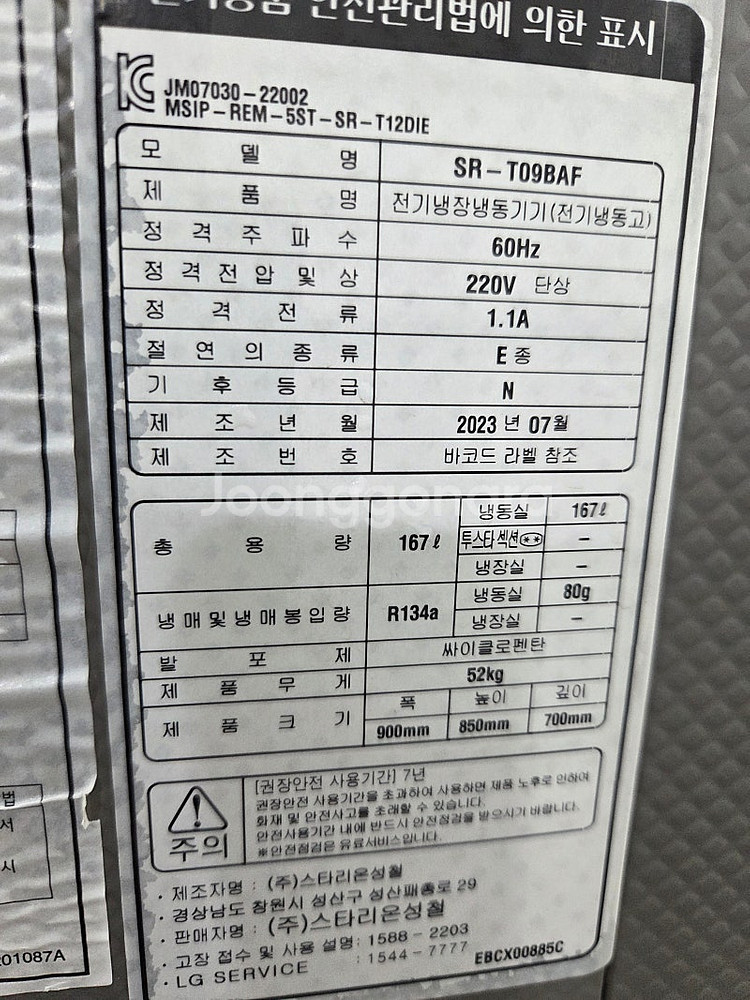 전기용품 안전관리법에 의한 표시
KC JM07030-22002
MSIP-REM-5ST-SR-T12DIE
모델명 SR-T09BAF
제품명 전기냉장냉동기기(전기냉동고)
정격주파수 60Hz
정격전압및상 220V 단상
정격전류 1.1A
절연의종류 E 종
기후등급 N
제조년월 2023 년 07월
제조번호 바코드 라벨 참조
Joonggonara
총용량 167ℓ 냉동실 167ℓ
투스타섹션(**) -
냉장실 -
냉매및냉매봉입량 R134a 냉동실 80g
냉장실 -
발포제 싸이클로펜탄
제품무게 52kg
제품크기 폭 높이 깊이
900mm 850mm 700mm
주의
[권장안전 사용기간] 7년
권장안전 사용기간을 초과하여 사용하면 제품 노후로 인하여
화재 및 안전사고를 초래할 수 있습니다.
안전사용기간 내에 반드시 안전점검을 받으시기 바랍니다.
※안전점검은 유료서비스입니다.
· 제조자명 : (주)스타리온성철
· 경상남도 창원시 성산구 성산패총로 29
· 판매자명 : (주)스타리온성철
· 고장 접수 및 사용 설명 : 1588-2203
· LG SERVICE : 1544-7777
EBCX00885C
법
서
시
01087A